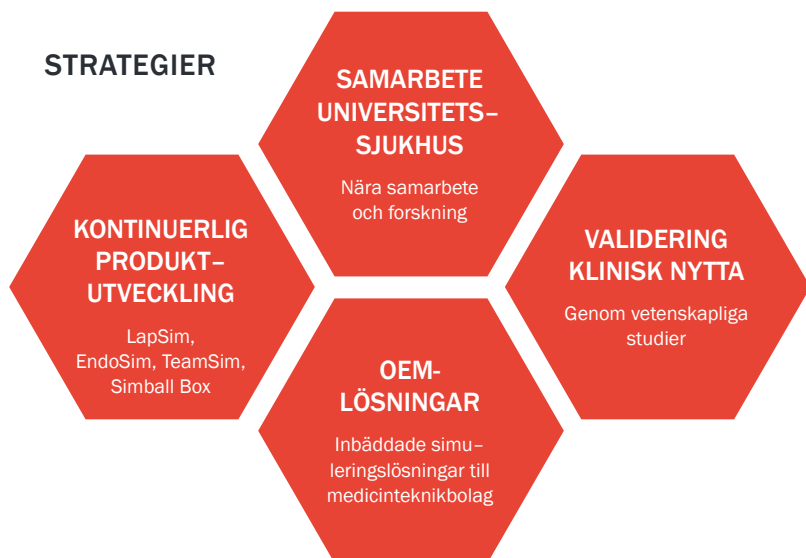 STRATEGIER
SAMARBETE
UNIVERSITETS–
SJUKHUS
Nära samarbete
och forskning
KONTINUERLIG
PRODUKT–
UTVECKLING
LapSim,
EndoSim, TeamSim,
Simball Box
VALIDERING
KLINISK NYTTA
Genom vetenskapliga
studier
OEM-
LÖSNINGAR
Inbäddade simu–
leringslösningar till
medicinteknikbolag